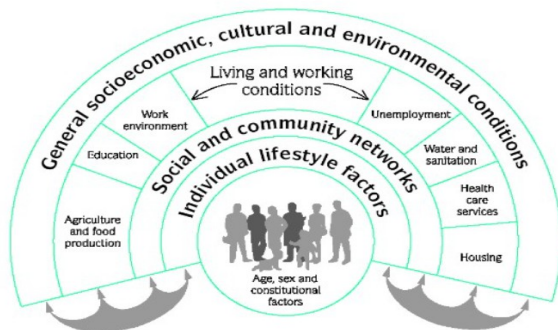 General socioeconomic, cultural and environmental conditions
Living and working
conditions
Work
environment
Unemployment
Education
Water and
sanitation
Social and community networks
Individual lifestyle factors
Agriculture
and food
production
Health
care
services
Housing
Age, sex and
constitutional
factors